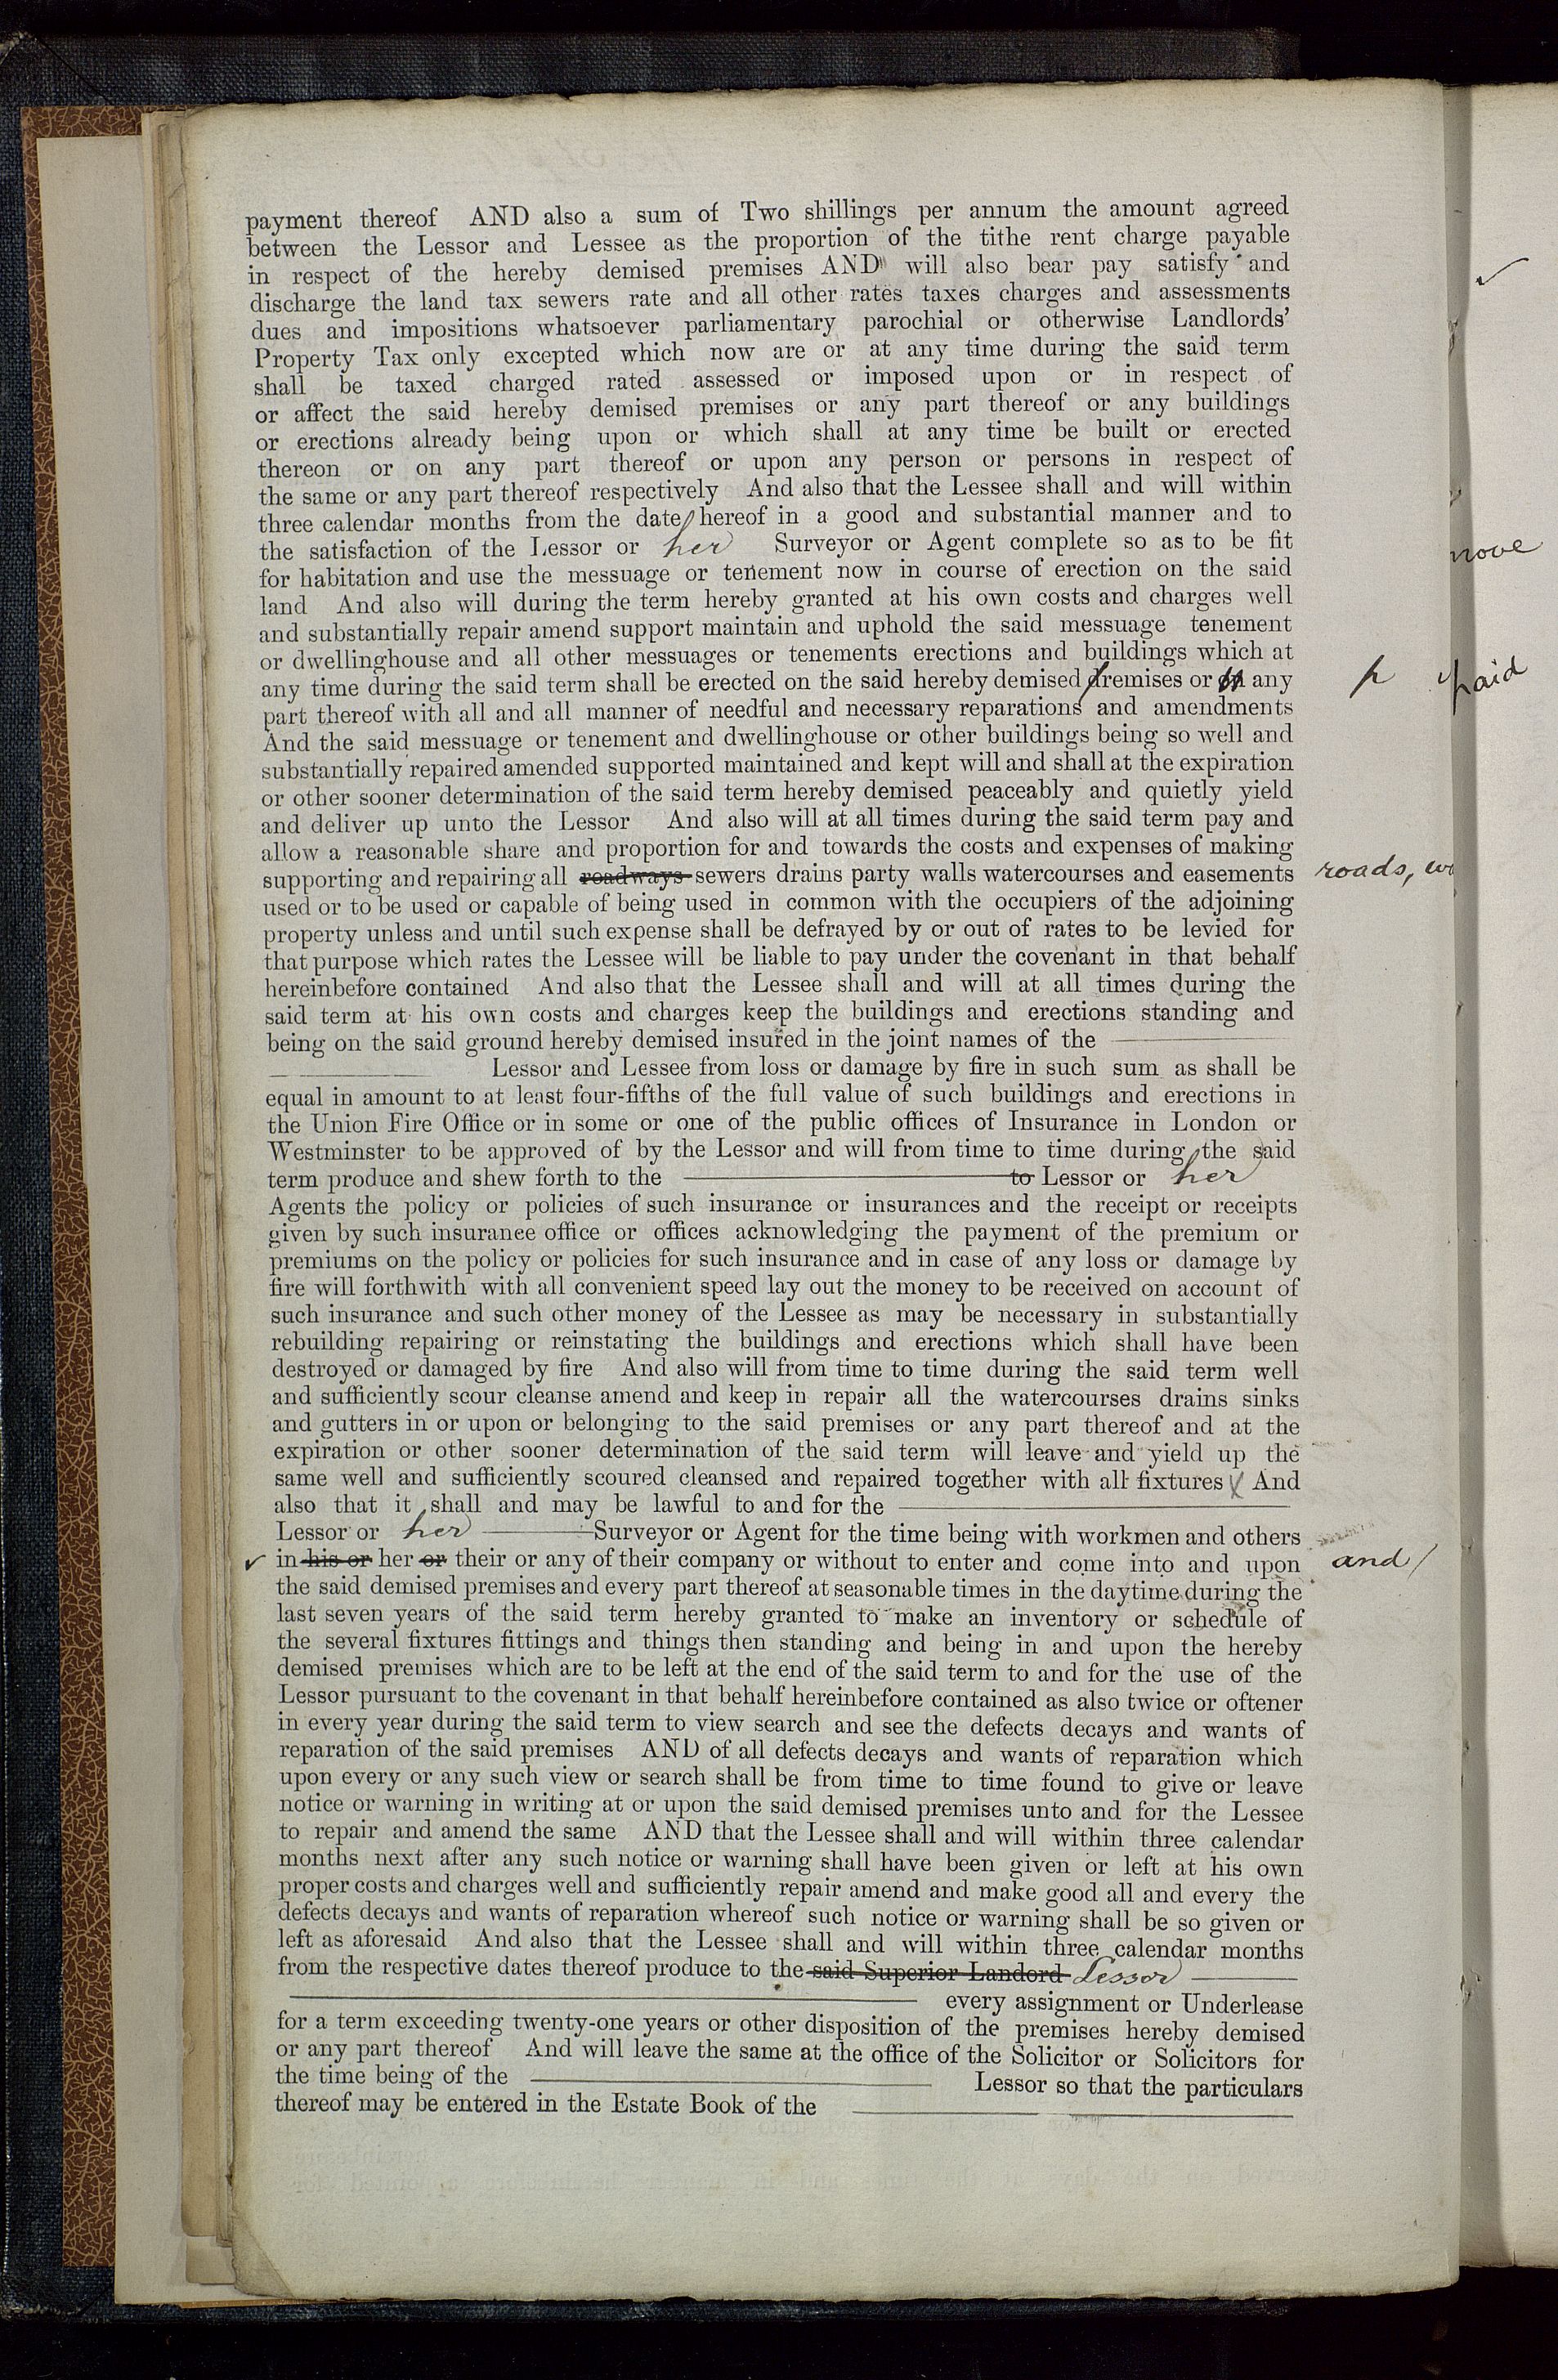 payment thereof AND also a sum of Two shillings per annum the amount agreed
between the Lessor and Lessee as the proportion of the tithe rent charge payable
in respect of the hereby demised premises AND will also bear pay satisfy and
discharge the land tax sewers rate and all other rates taxes charges and assessments
dues and impositions whatsoever parliamentary parochial or otherwise Landlords'
Property Tax only excepted which now are or at any time during the said term
shall be taxed charged rated assessed or imposed upon or in respect of
or affect the said hereby demised premises or any part thereof or any buildings
or erections already being upon or which shall at any time be built or erected
thereon or on any part thereof or upon any person or persons in respect of
the same or any part thereof respectively And also that the Lessee shall and will within
three calendar months from the date hereof in a good and substantial manner and to
the satisfaction of the Lessor or her Surveyor or Agent complete so as to be fit
nove
for habitation and use the messuage or tenement now in course of erection on the said
land And also will during the term hereby granted at his own costs and charges well
and substantially repair amend support maintain and uphold the said messuage tenement
or dwellinghouse and all other messuages or tenements erections and buildings which at
any time during the said term shall be erected on the said hereby demised dremises or on any p paid
part thereof with all and all manner of needful and necessary reparations and amendments
And the said messuage or tenement and dwellinghouse or other buildings being so well and
substantially repaired amended supported maintained and kept will and shall at the expiration
or other sooner determination of the said term hereby demised peaceably and quietly yield
and deliver up unto the Lessor And also will at all times during the said term pay and
allow a reasonable share and proportion for and towards the costs and expenses of making
supporting and repairing all roadways sewers drains party walls watercourses and easements roads,
used or to be used or capable of being used in common with the occupiers of the adjoining
property unless and until such expense shall be defrayed by or out of rates to be levied for
that purpose which rates the Lessee will be liable to pay under the covenant in that behalf
hereinbefore contained And also that the Lessee shall and will at all times during the
said term at his own costs and charges keep the buildings and erections standing and
being on the said ground hereby demised insured in the joint names of the
Lessor and Lessee from loss or damage by fire in such sum as shall be
equal in amount to at least four-fifths of the full value of such buildings and erections in
the Union Fire Office or in some or one of the public offices of Insurance in London or
Westminster to be approved of by the Lessor and will from time to time during the said
term produce and shew forth to the to Lessor or her
Agents the policy or policies of such insurance or insurances and the receipt or receipts
given by such insurance office or offices acknowledging the payment of the premium or
premiums on the policy or policies for such insurance and in case of any loss or damage by
fire will forthwith with all convenient speed lay out the money to be received on account of
such insurance and such other money of the Lessee as may be necessary in substantially
rebuilding repairing or reinstating the buildings and erections which shall have been
destroyed or damaged by fire And also will from time to time during the said term well
and sufficiently scour cleanse amend and keep in repair all the watercourses drains sinks
and gutters in or upon or belonging to the said premises or any part thereof and at the
expiration or other sooner determination of the said term will leave and yield up the
same well and sufficiently scoured cleansed and repaired together with all fixtures And
also that it shall and may be lawful to and for the
Lessor or her Surveyor or Agent for the time being with workmen and others
in his or her or their or any of their company or without to enter and come into and upon and/
the said demised premises and every part thereof at seasonable times in the daytime during the
last seven years of the said term hereby granted to make an inventory or schedule of
the several fixtures fittings and things then standing and being in and upon the hereby
demised premises which are to be left at the end of the said term to and for the use of the
Lessor pursuant to the covenant in that behalf hereinbefore contained as also twice or oftener
in every year during the said term to view search and see the defects decays and wants of
reparation of the said premises AND of all defects decays and wants of reparation which
upon every or any such view or search shall be from time to time found to give or leave
notice or warning in writing at or upon the said demised premises unto and for the Lessee
to repair and amend the same AND that the Lessee shall and will within three calendar
months next after any such notice or warning shall have been given or left at his own
proper costs and charges well and sufficiently repair amend and make good all and every the
defects decays and wants of reparation whereof such notice or warning shall be so given or
left as aforesaid And also that the Lessee shall and will within three calendar months
from the respective dates thereof produce to the said Superior Landord Lessor
every assignment or Underlease
for a term exceeding twenty-one years or other disposition of the premises hereby demised
or any part thereof And will leave the same at the office of the Solicitor or Solicitors for
the time being of the Lessor so that the particulars
thereof may be entered in the Estate Book of the